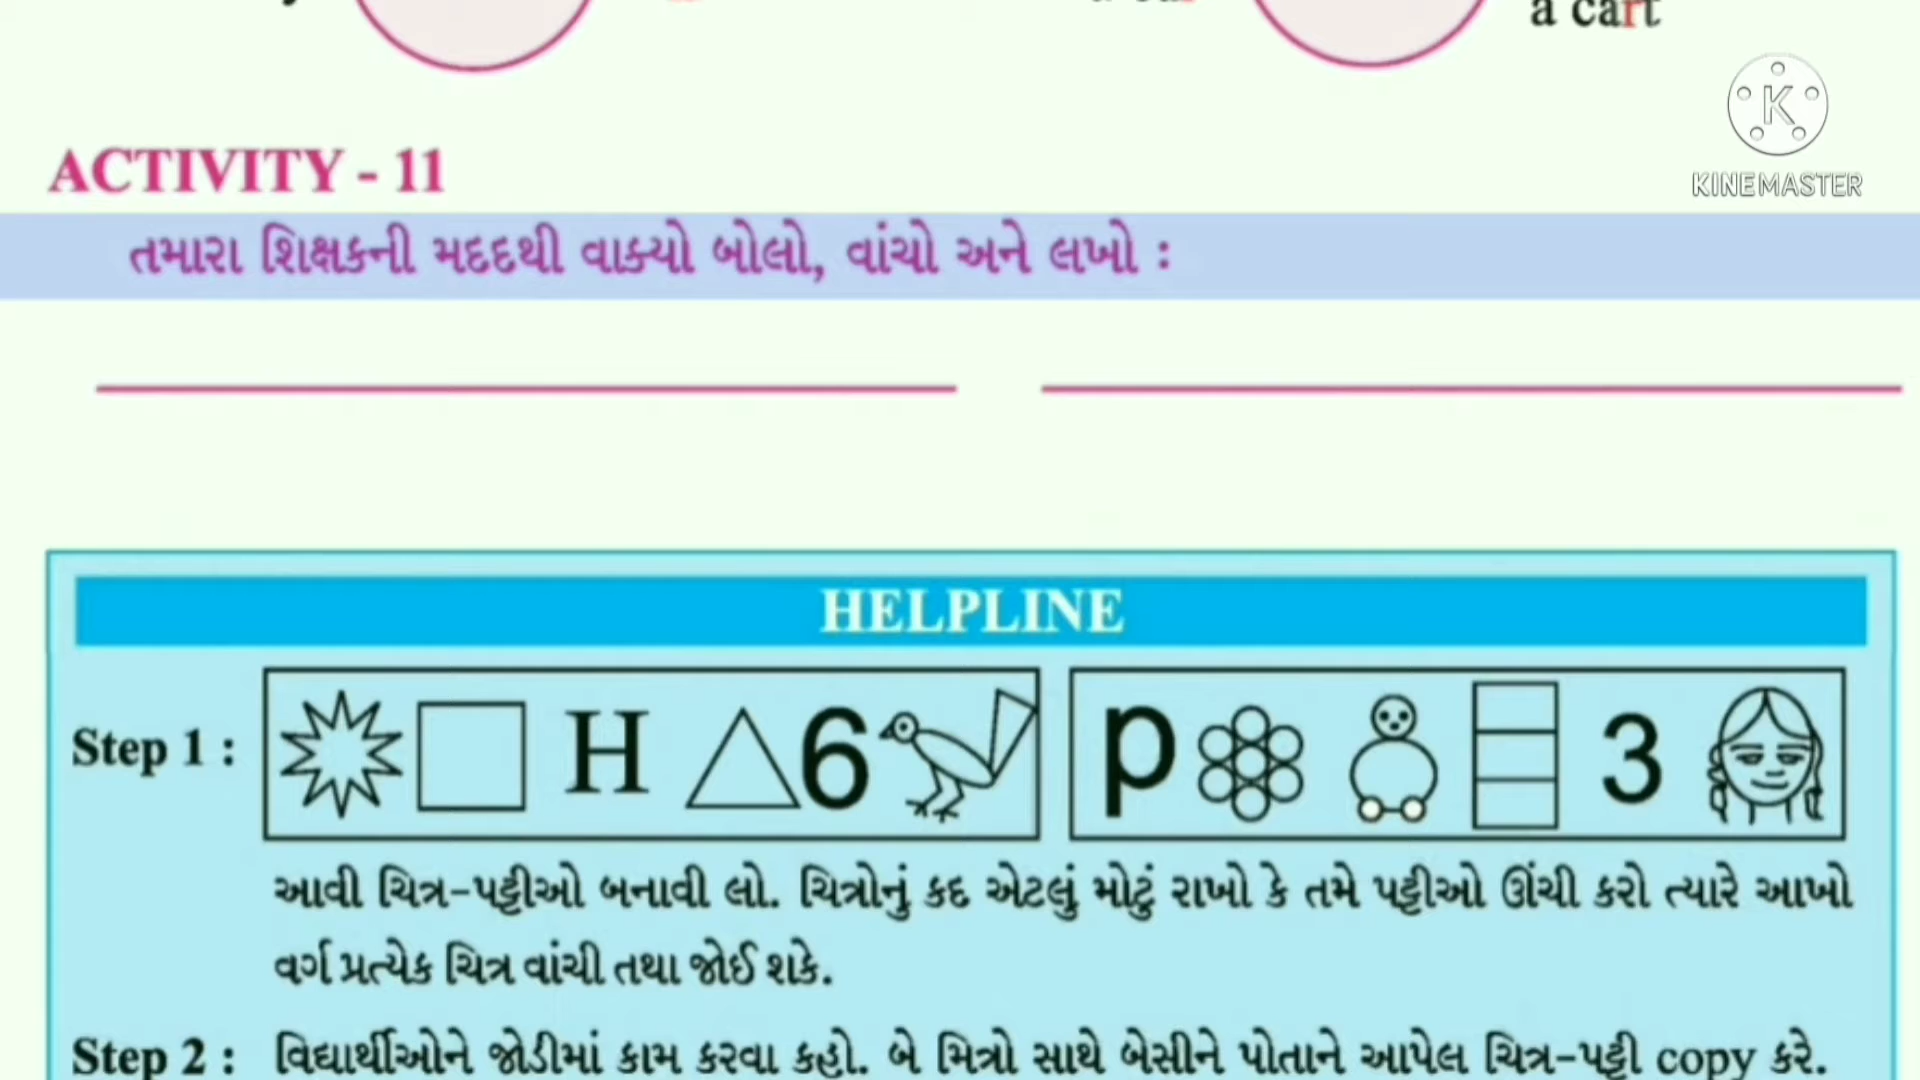 a cart
K
KINEMASTER
ACTIVITY - 11
તમારા શિક્ષકની મદદથી વાક્યો બોલો, વાંચો અને લખો :
HELPLINE
Step 1 : H 6 p 3
આવી ચિત્ર-પટ્ટીઓ બનાવી લો. ચિત્રોનું કદ એટલું મોટું રાખો કે તમે પટ્ટીઓ ઊંચી કરો ત્યારે આખો
વર્ગ પ્રત્યેક ચિત્ર વાંચી તથા જોઈ શકે.
Step 2 : વિદ્યાર્થીઓને જોડીમાં કામ કરવા કહો. બે મિત્રો સાથે બેસીને પોતાને આપેલ ચિત્ર-પટ્ટી copy કરે.